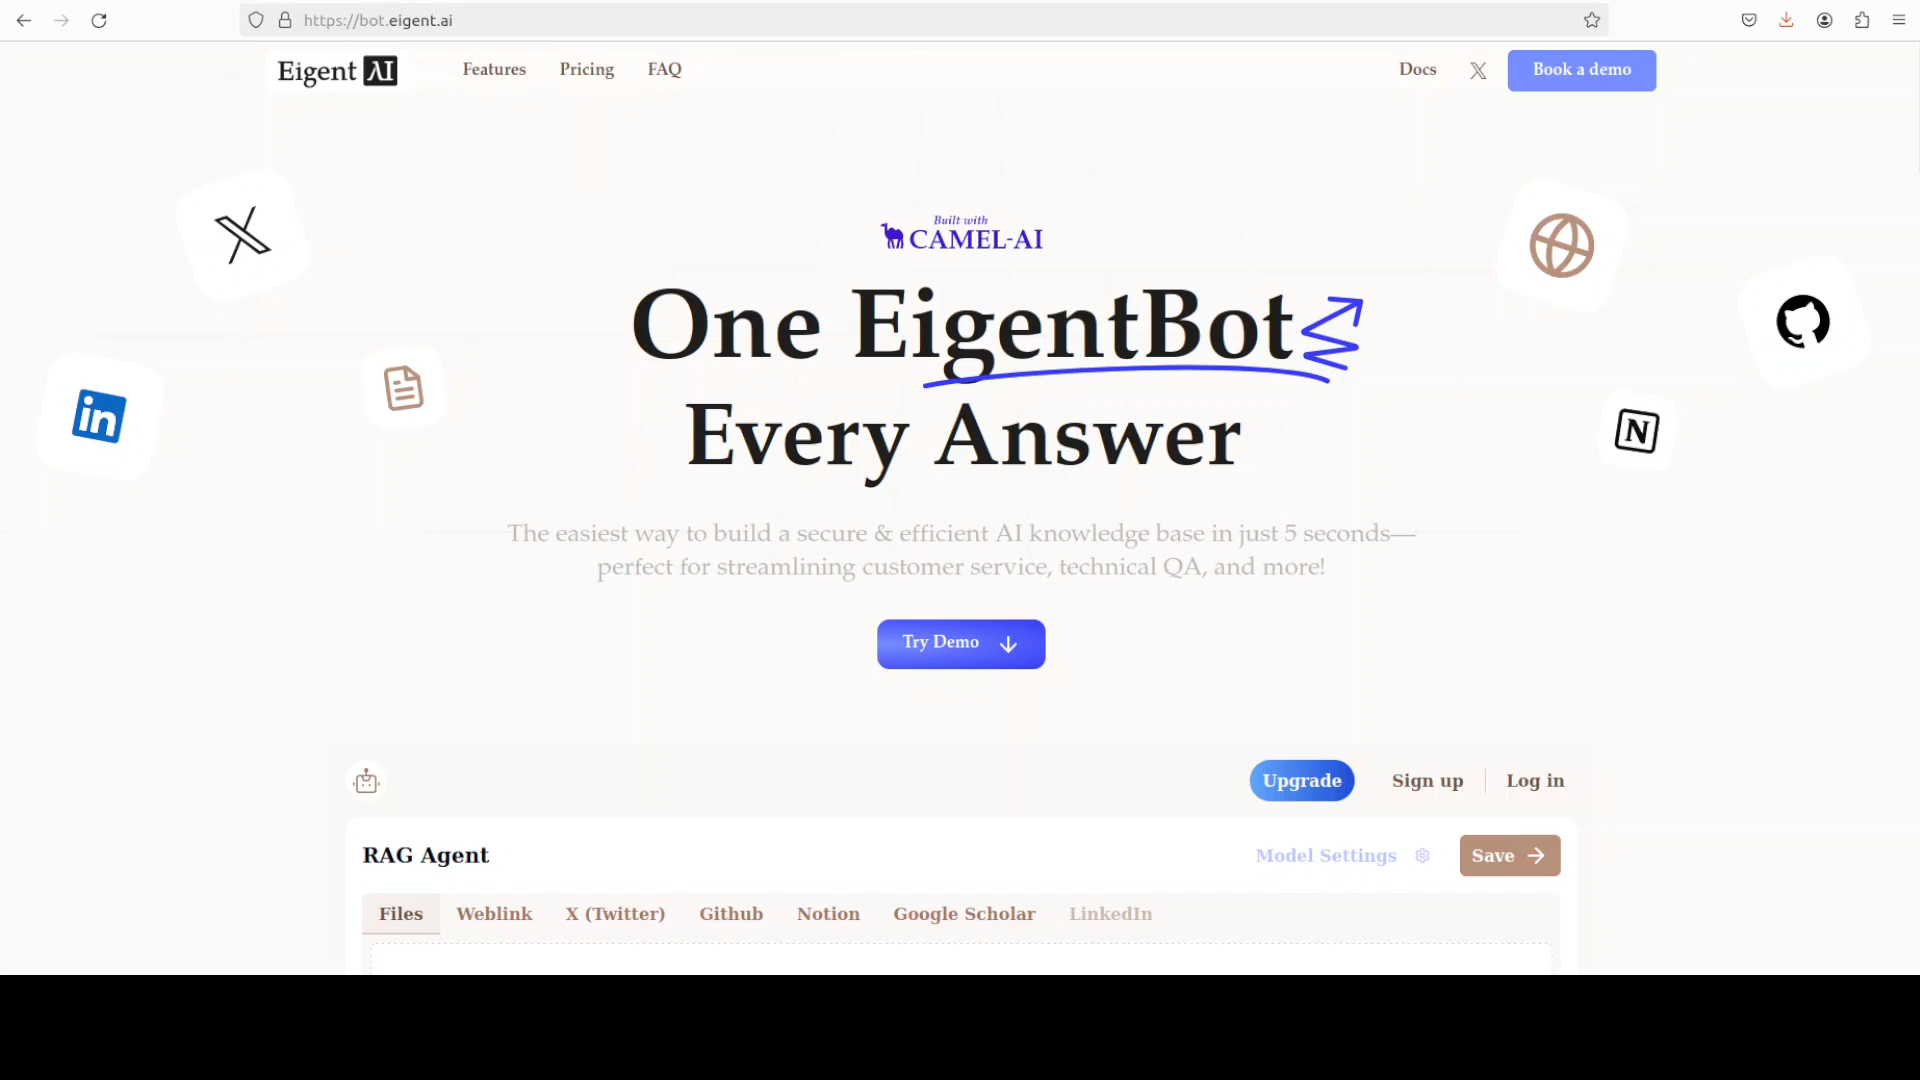 https://bot.eigent.ai
Eigent AI
Features
Pricing
FAQ
Docs
Book a demo
Built with
CAMEL-AI
One EigentBot
Every Answer
The easiest way to build a secure & efficient AI knowledge base in just 5 seconds—
perfect for streamlining customer service, technical QA, and more!
Try Demo
Upgrade
Sign up
Log in
RAG Agent
Model Settings
Save
Files
Weblink
X (Twitter)
Github
Notion
Google Scholar
LinkedIn